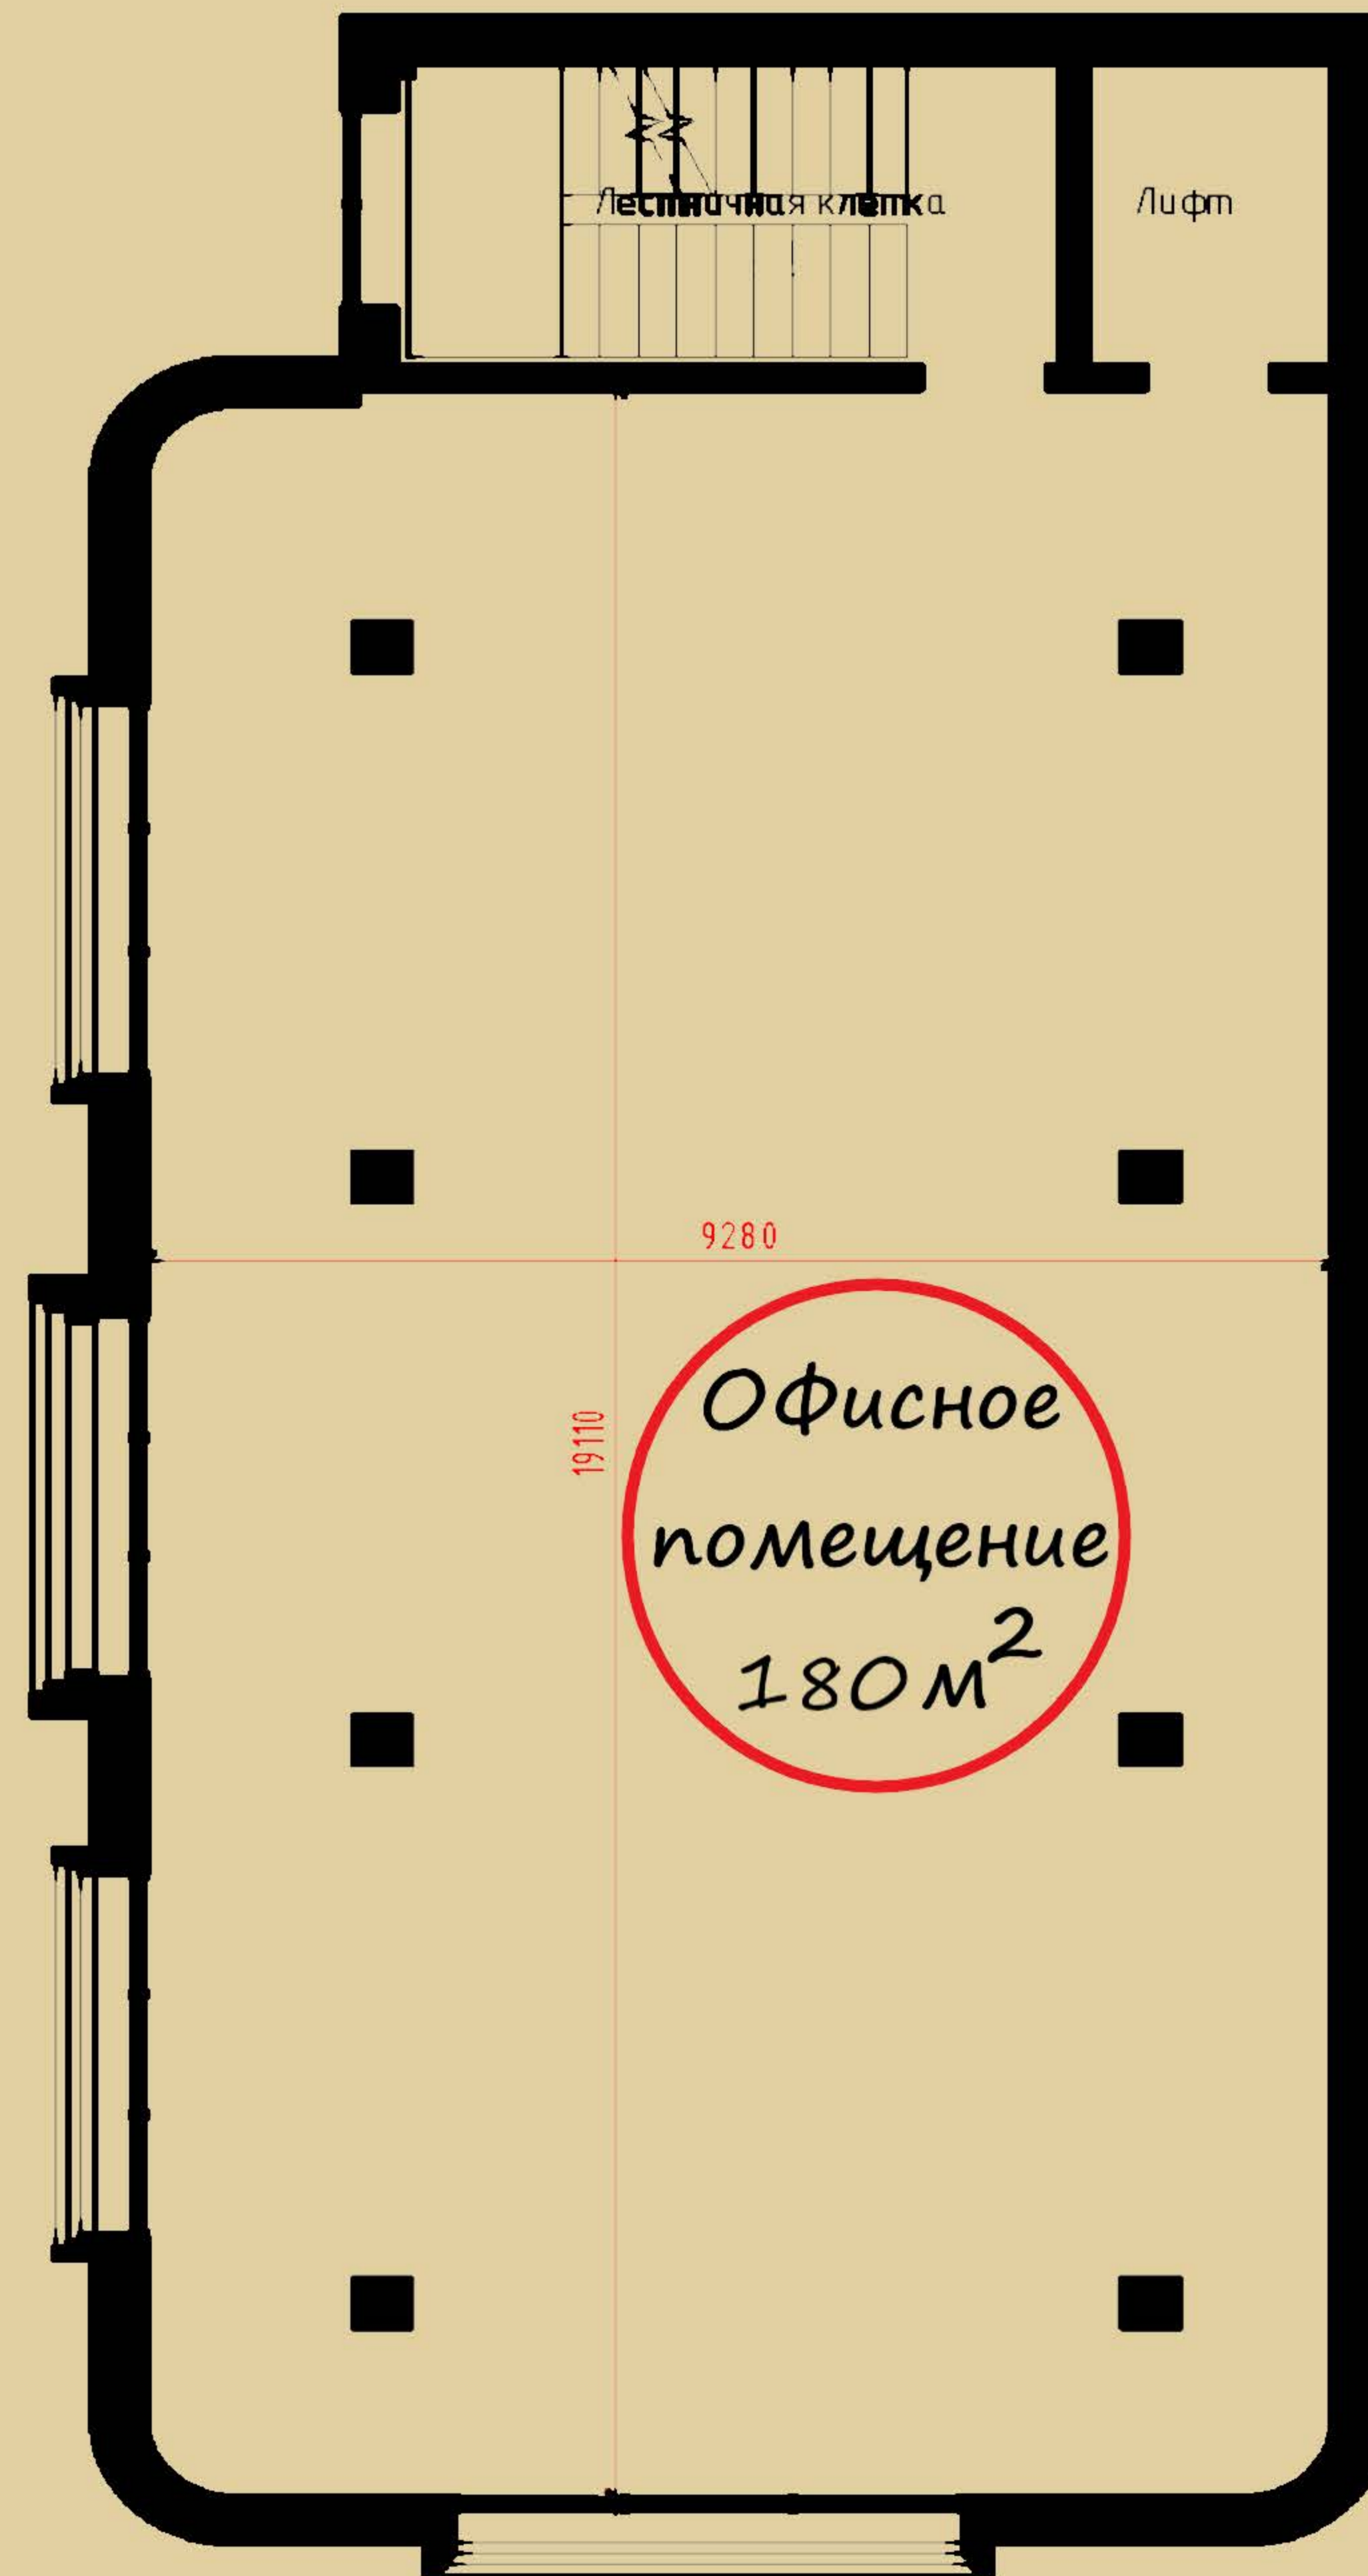 Лестничная клетка
Лифт
9280
19110
Офисное
помещение
180м²